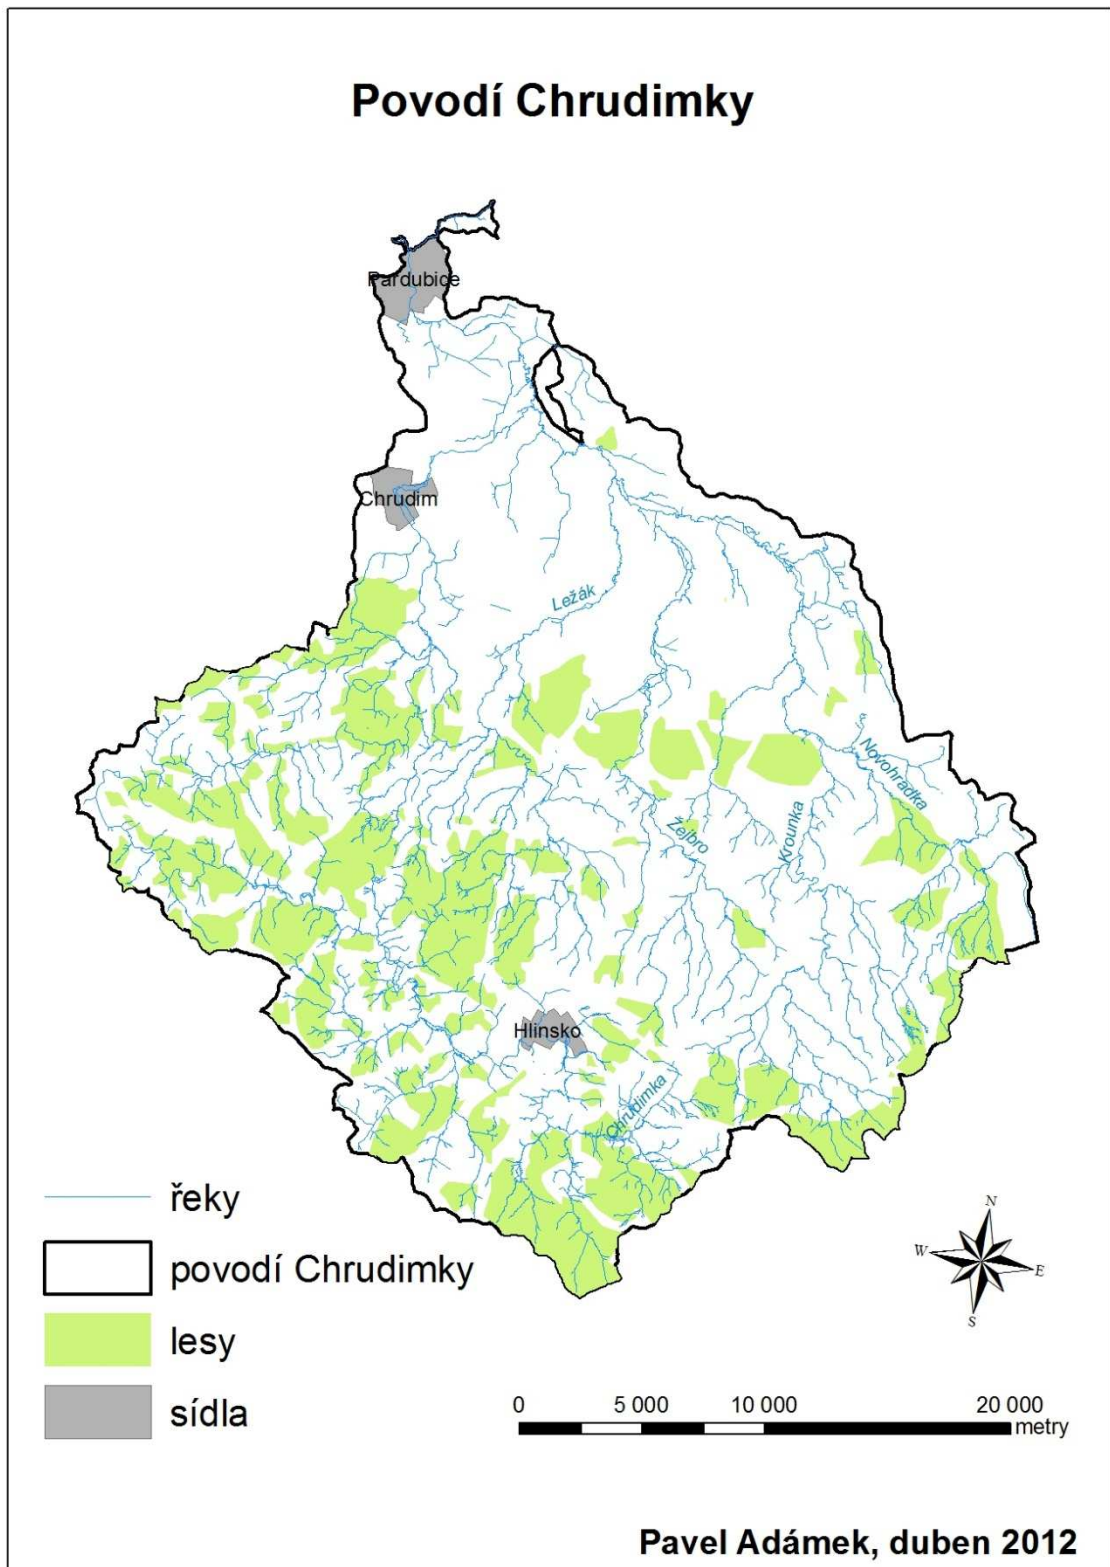 Povodí Chrudimky
Pardubice
Chrudim
Ležák
Novohradka
Krounka
Žejbro
Hlinsko
Chrudimka
řeky
povodí Chrudimky
lesy
sídla
N
W
E
S
0 5 000 10 000 20 000
metry
Pavel Adámek, duben 2012